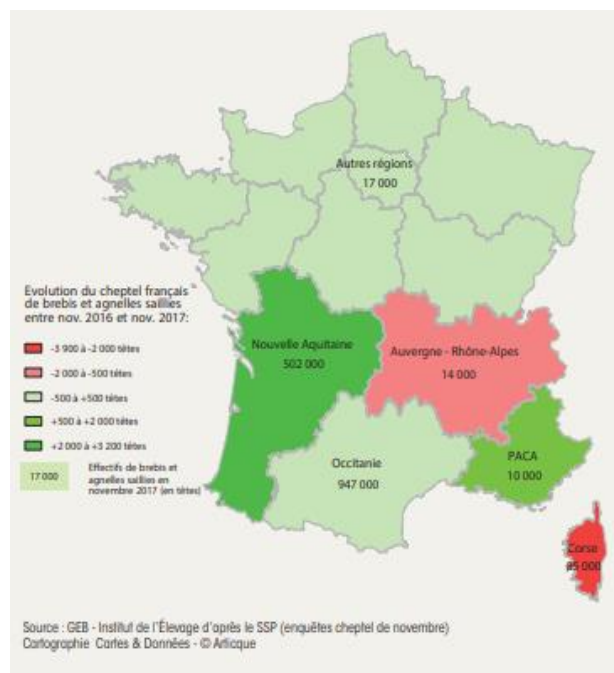 Autres régions
17 000
Evolution du cheptel français
de brebis et agnelles saillies
entre nov. 2016 et nov. 2017:
-3 900 à -2 000 têtes
-2 000 à -500 têtes
-500 à +500 têtes
+500 à +2 000 têtes
+2 000 à +3 200 têtes
17 000
Effectifs de brebis et
agnelles saillies en
novembre 2017 (en têtes)
Nouvelle Aquitaine
502 000
Auvergne - Rhône-Alpes
14 000
Occitanie
947 000
PACA
10 000
Corse
000
Source : GEB - Institut de l'Élevage d'après le SSP (enquêtes cheptel de novembre)
Cartographie Cartes & Données - © Articque